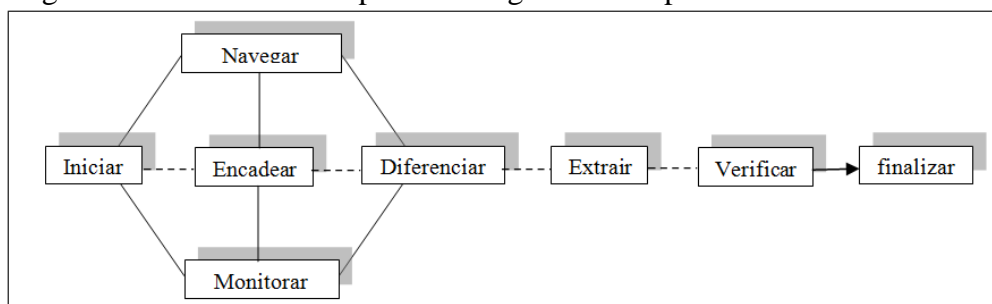 Navegar
Iniciar Encadear Diferenciar Extrair Verificar finalizar
Monitorar